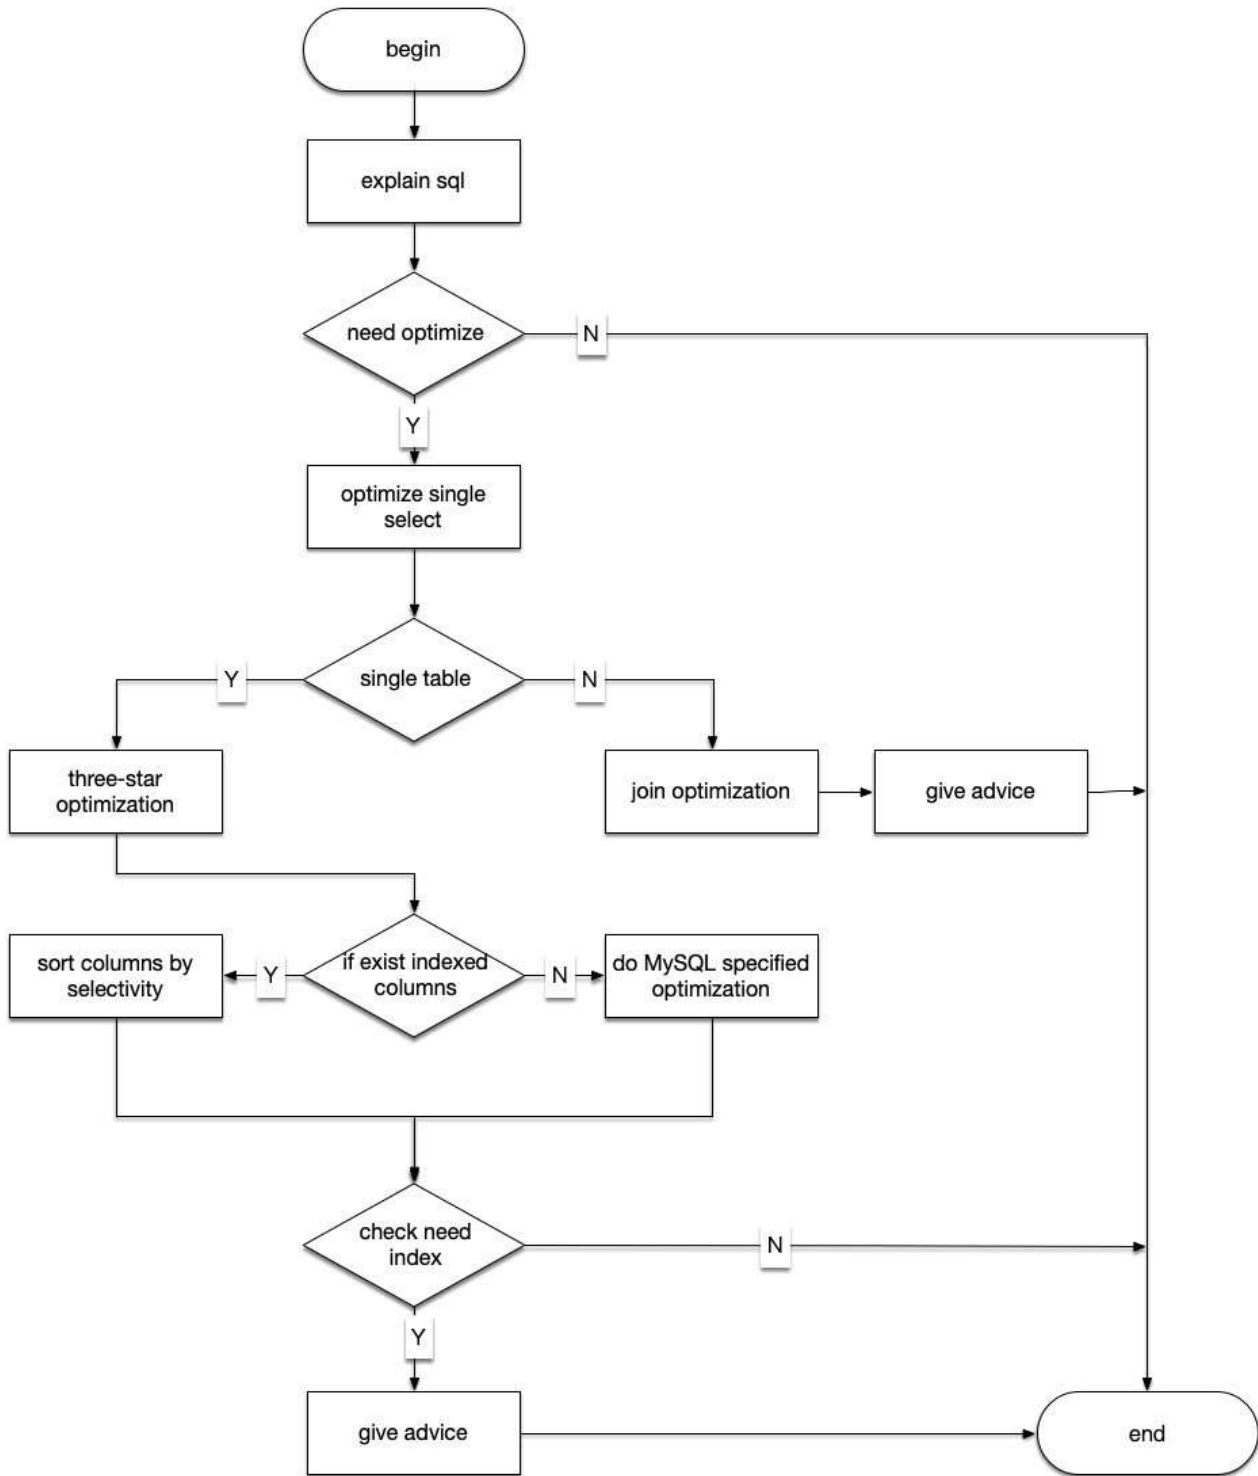 begin
explain sql
need optimize
N
Y
optimize single
select
Y
single table
N
three-star
optimization
join optimization
give advice
sort columns by
selectivity
Y
if exist indexed
columns
N
do MySQL specified
optimization
check need
index
N
Y
give advice
end